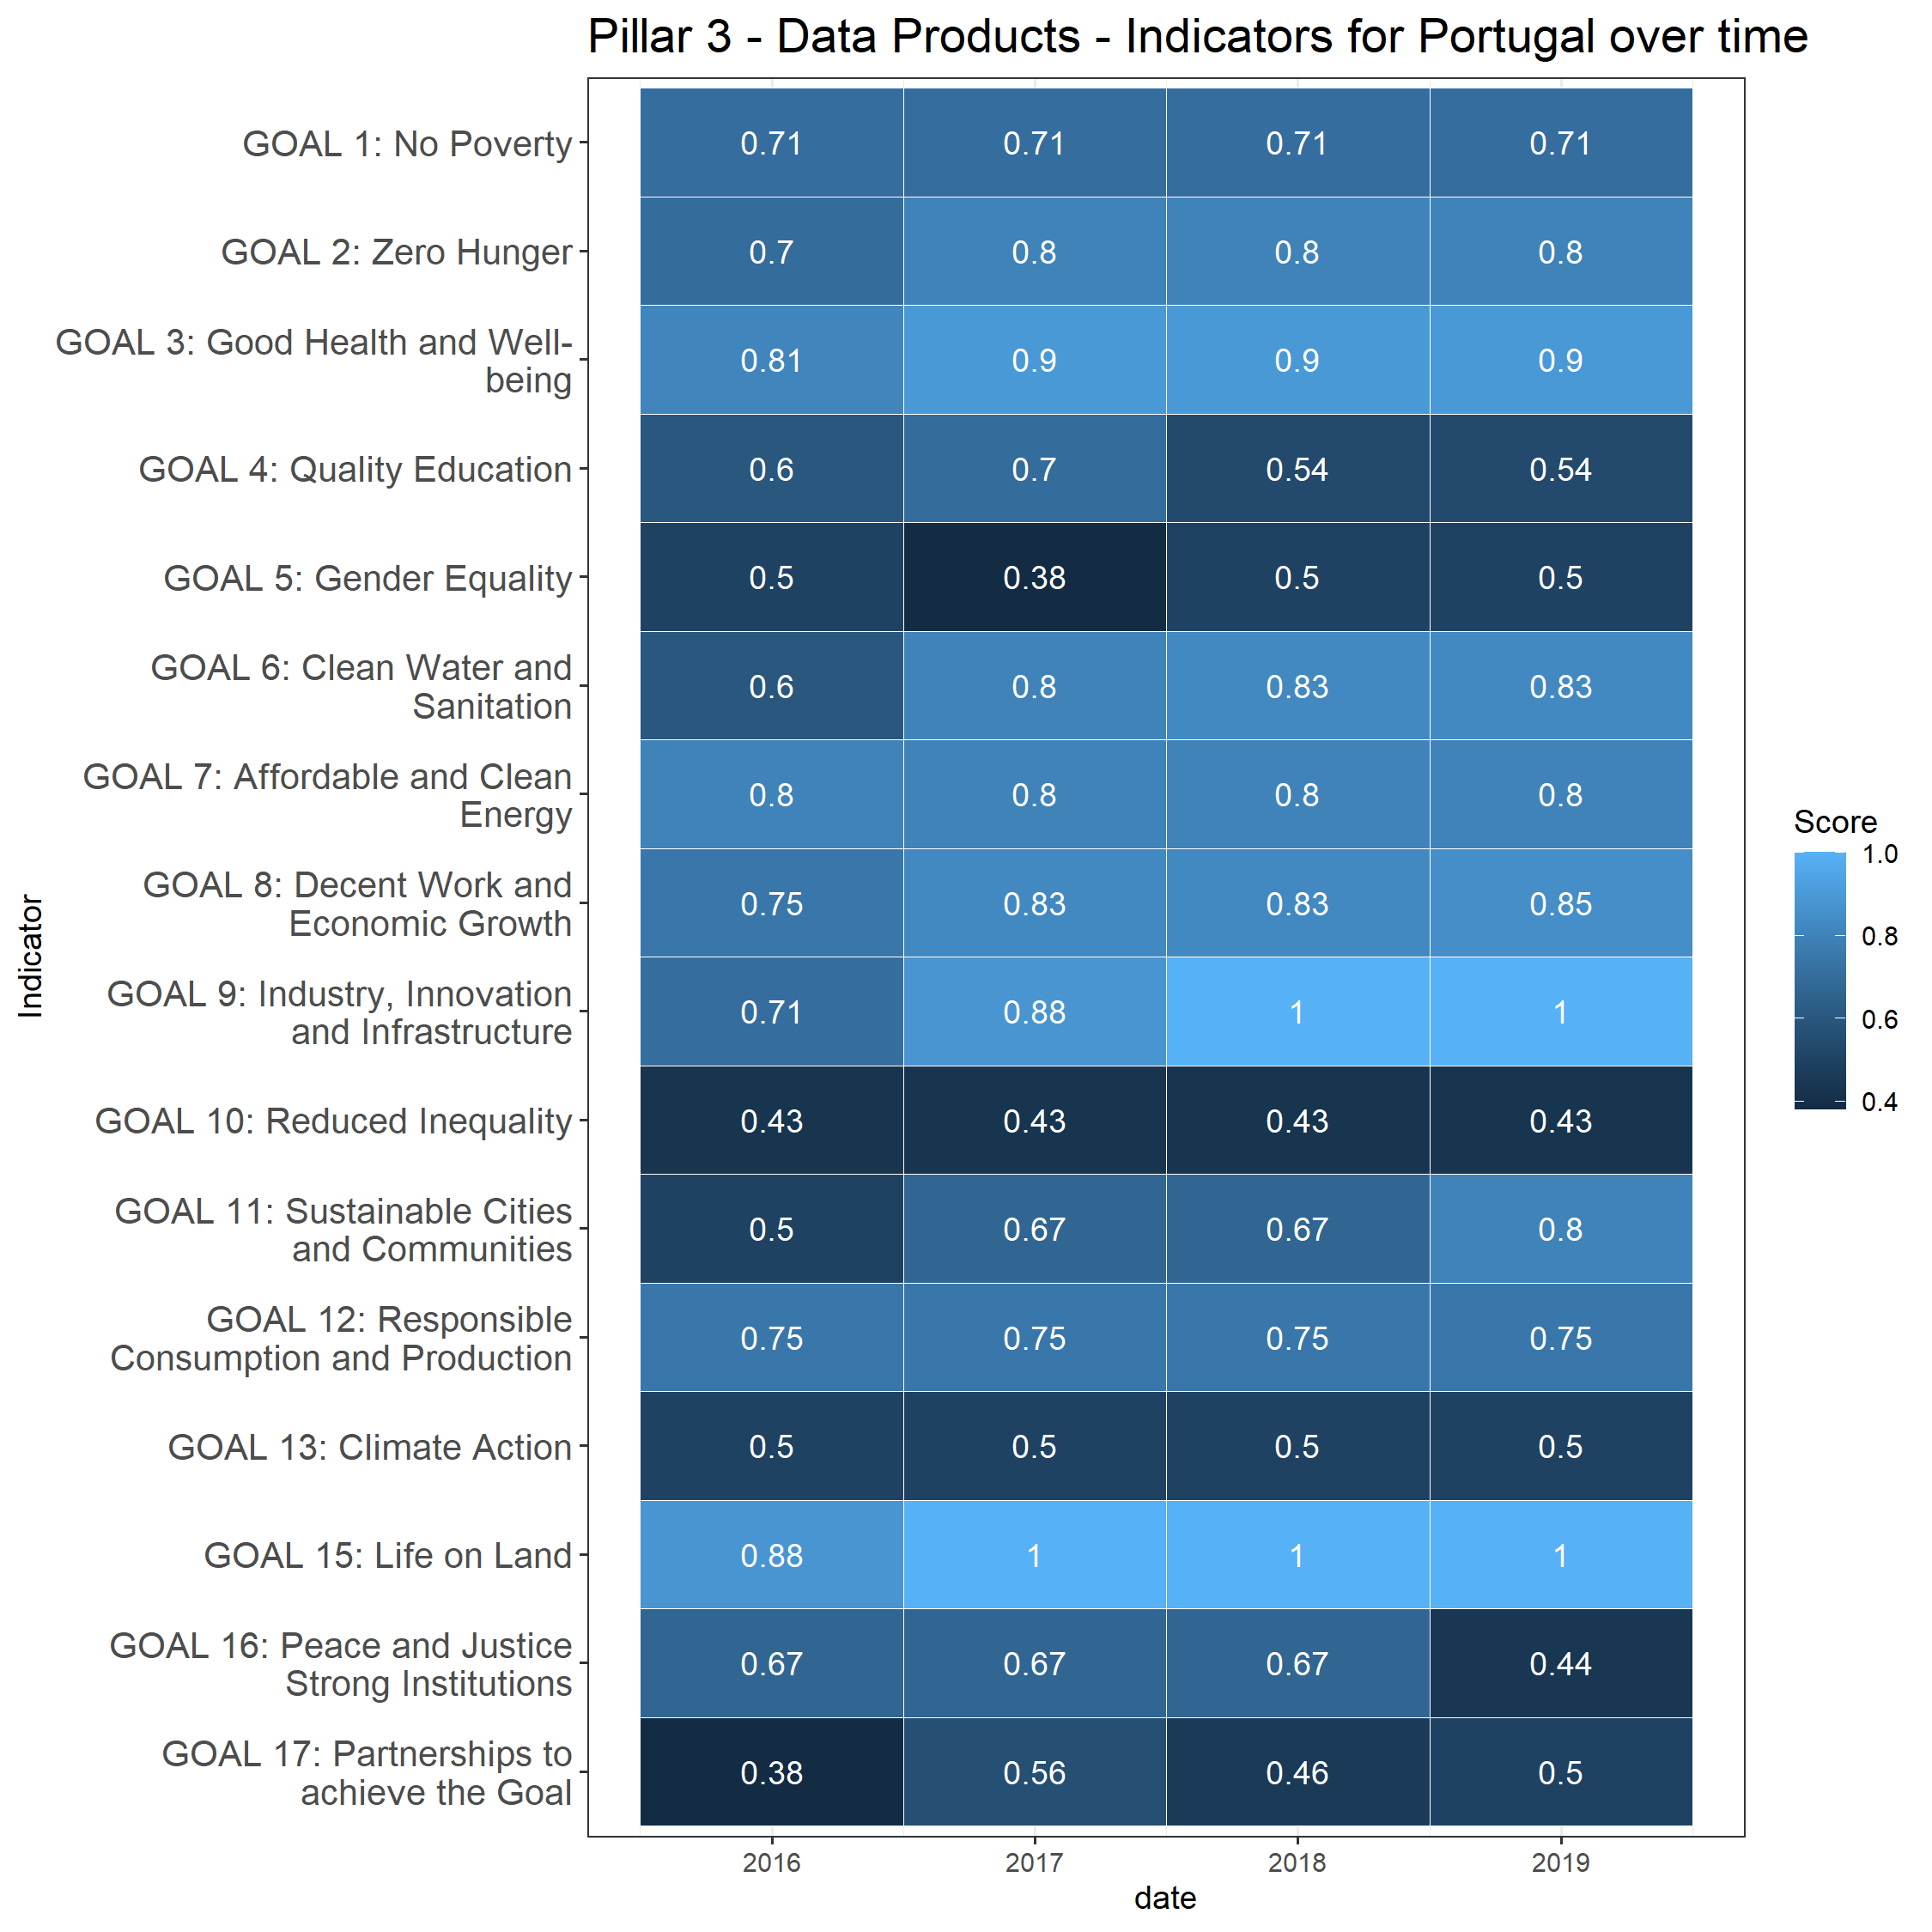 Pillar 3 - Data Products - Indicators for Portugal over time
GOAL 1: No Poverty
0.71 0.71 0.71 0.71
GOAL 2: Zero Hunger
0.7 0.8 0.8 0.8
GOAL 3: Good Health and Well-
being
0.81 0.9 0.9 0.9
GOAL 4: Quality Education
0.6 0.7 0.54 0.54
GOAL 5: Gender Equality
0.5 0.38 0.5 0.5
GOAL 6: Clean Water and
Sanitation
0.6 0.8 0.83 0.83
GOAL 7: Affordable and Clean
Energy
0.8 0.8 0.8 0.8
GOAL 8: Decent Work and
Economic Growth
0.75 0.83 0.83 0.85
GOAL 9: Industry, Innovation
and Infrastructure
0.71 0.88 1 1
GOAL 10: Reduced Inequality
0.43 0.43 0.43 0.43
GOAL 11: Sustainable Cities
and Communities
0.5 0.67 0.67 0.8
GOAL 12: Responsible
Consumption and Production
0.75 0.75 0.75 0.75
GOAL 13: Climate Action
0.5 0.5 0.5 0.5
GOAL 15: Life on Land
0.88 1 1 1
GOAL 16: Peace and Justice
Strong Institutions
0.67 0.67 0.67 0.44
GOAL 17: Partnerships to
achieve the Goal
0.38 0.56 0.46 0.5
2016 2017 2018 2019
date
Indicator
Score
1.0
0.8
0.6
0.4